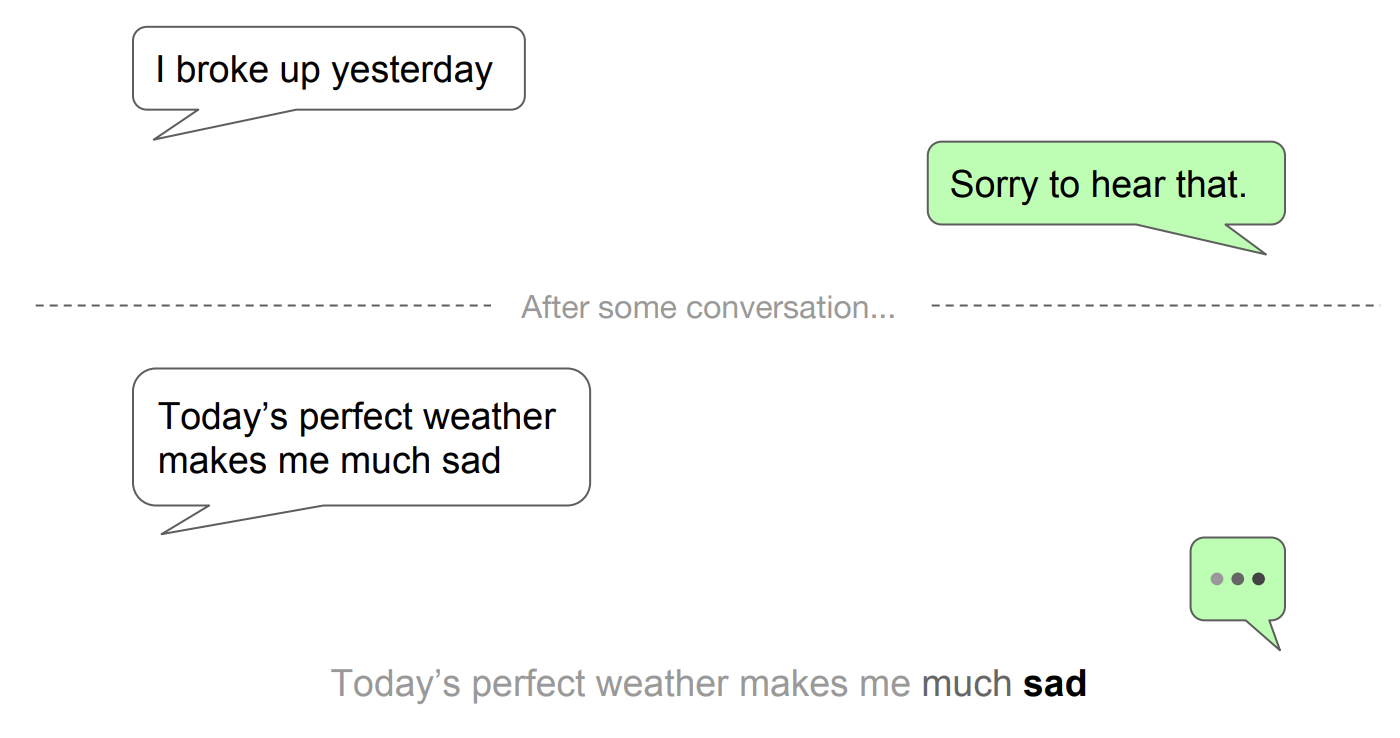 I broke up yesterday
Sorry to hear that.
After some conversation...
Today’s perfect weather
makes me much sad
Today’s perfect weather makes me much sad